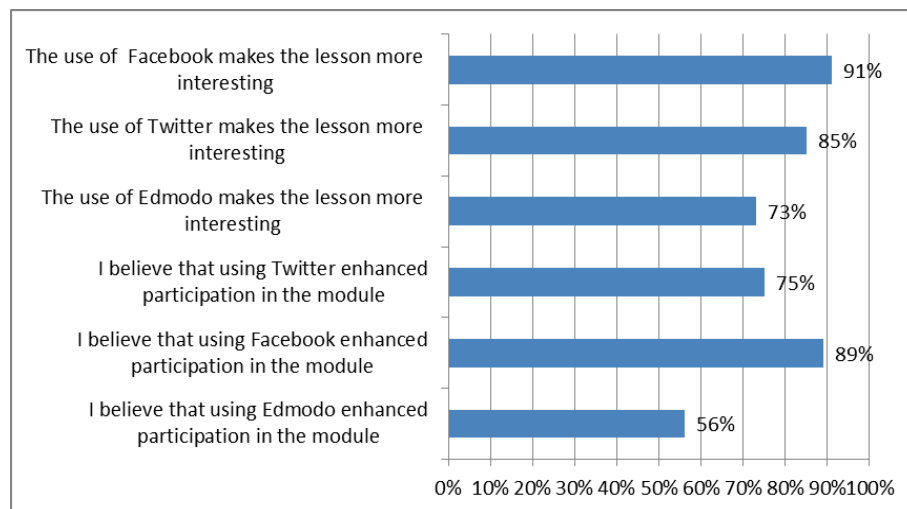 The use of  Facebook makes the lesson more
interesting
91%
The use of Twitter makes the lesson more
interesting
85%
The use of Edmodo makes the lesson more
interesting
73%
I believe that using Twitter enhanced
participation in the module
75%
I believe that using Facebook enhanced
participation in the module
89%
I believe that using Edmodo enhanced
participation in the module
56%
0% 10% 20% 30% 40% 50% 60% 70% 80% 90% 100%